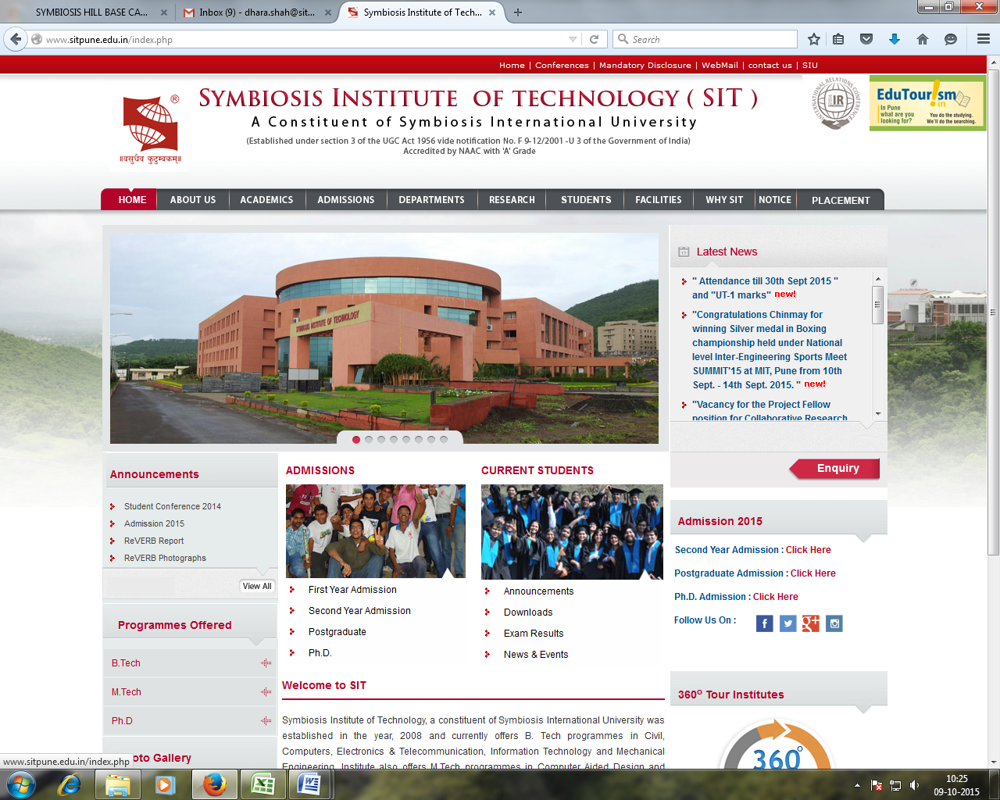 SYMBIOSIS HILL BASE CA...
Inbox (9) - dhara.shah@sit...
Symbiosis Institute of Tech...
www.sitpune.edu.in/index.php
Search
Home | Conferences | Mandatory Disclosure | WebMail | contact us | SIU
®
वसुधैव कुटुम्बकम्
SYMBIOSIS INSTITUTE OF TECHNOLOGY ( SIT )
A Constituent of Symbiosis International University
(Established under section 3 of the UGC Act 1956 vide notification No. F 9-12/2001 -U 3 of the Government of India)
Accredited by NAAC with 'A' Grade
INTERNATIONAL RELATIONS CONFERENCE
IR
EduTour!sm
.in
In Pune
what are you
looking for?
You do the studying.
We'll do the searching.
HOME
ABOUT US
ACADEMICS
ADMISSIONS
DEPARTMENTS
RESEARCH
STUDENTS
FACILITIES
WHY SIT
NOTICE
PLACEMENT
SYMBIOSIS INSTITUTE OF TECHNOLOGY
Latest News
" Attendance till 30th Sept 2015 "
and "UT-1 marks" new!
"Congratulations Chinmay for
winning Silver medal in Boxing
championship held under National
level Inter-Engineering Sports Meet
SUMMIT'15 at MIT, Pune from 10th
Sept. - 14th Sept. 2015. " new!
"Vacancy for the Project Fellow
position for Collaborative Research
Enquiry
Announcements
Student Conference 2014
Admission 2015
ReVERB Report
ReVERB Photographs
View All
Programmes Offered
B.Tech
M.Tech
Ph.D
oto Gallery
ADMISSIONS
First Year Admission
Second Year Admission
Postgraduate
Ph.D.
CURRENT STUDENTS
Announcements
Downloads
Exam Results
News & Events
Welcome to SIT
Symbiosis Institute of Technology, a constituent of Symbiosis International University was
established in the year, 2008 and currently offers B. Tech programmes in Civil,
Computers, Electronics & Telecommunication, Information Technology and Mechanical
Engineering. Institute also offers M.Tech programmes in Computer Aided Design and
Admission 2015
Second Year Admission : Click Here
Postgraduate Admission : Click Here
Ph.D. Admission : Click Here
Follow Us On :
360° Tour Institutes
360°
www.sitpune.edu.in/index.php
10:25
09-10-2015